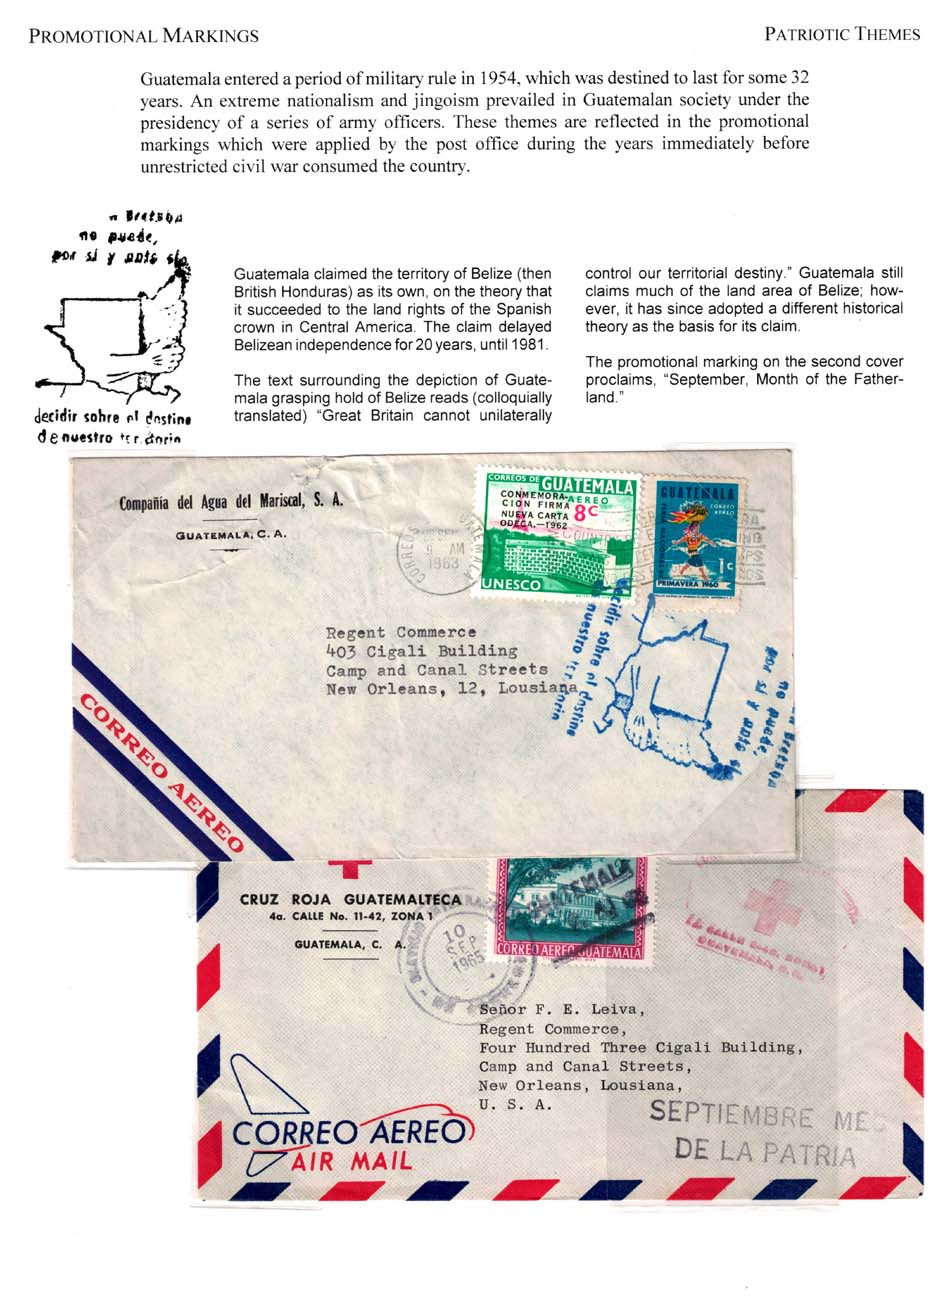 PROMOTIONAL MARKINGS
PATRIOTIC THEMES
Guatemala entered a period of military rule in 1954, which was destined to last for some 32
years. An extreme nationalism and jingoism prevailed in Guatemalan society under the
presidency of a series of army officers. These themes are reflected in the promotional
markings which were applied by the post office during the years immediately before
unrestricted civil war consumed the country.
no puede,
por sí y ante sí
decidir sobre el destino
de nuestro territorio
Guatemala claimed the territory of Belize (then
British Honduras) as its own, on the theory that
it succeeded to the land rights of the Spanish
crown in Central America. The claim delayed
Belizean independence for 20 years, until 1981.
The text surrounding the depiction of Guate-
mala grasping hold of Belize reads (colloquially
translated) “Great Britain cannot unilaterally
control our territorial destiny.” Guatemala still
claims much of the land area of Belize; how-
ever, it has since adopted a different historical
theory as the basis for its claim.
The promotional marking on the second cover
proclaims, “September, Month of the Father-
land.”
Compañía del Agua del Mariscal, S. A.
GUATEMALA, C. A.
CORREOS GUATEMALA
AM
1963
CORREOS DE GUATEMALA
CONMEMORA- AEREO
CION FIRMA
NUEVA CARTA 8c
ODECA.—1962
UNESCO
GUATEMALA
CORREO
AEREO
1c
PRIMAVERA 1960
Regent Commerce
403 Cigali Building
Camp and Canal Streets
New Orleans, 12, Lousiana
decidir sobre el destino
de nuestro territorio
no puede,
por sí y ante sí
CORREO AEREO
CRUZ ROJA GUATEMALTECA
4a. CALLE No. 11-42, ZONA 1
GUATEMALA, C. A.
10
SEP.
1965
GUATEMALA
CORREO AEREO GUATEMALA
GUATEMALA, C. A.
Señor F. E. Leiva,
Regent Commerce,
Four Hundred Three Cigali Building,
Camp and Canal Streets,
New Orleans, Lousiana,
U. S. A.
SEPTIEMBRE MES
DE LA PATRIA
CORREO AEREO
AIR MAIL